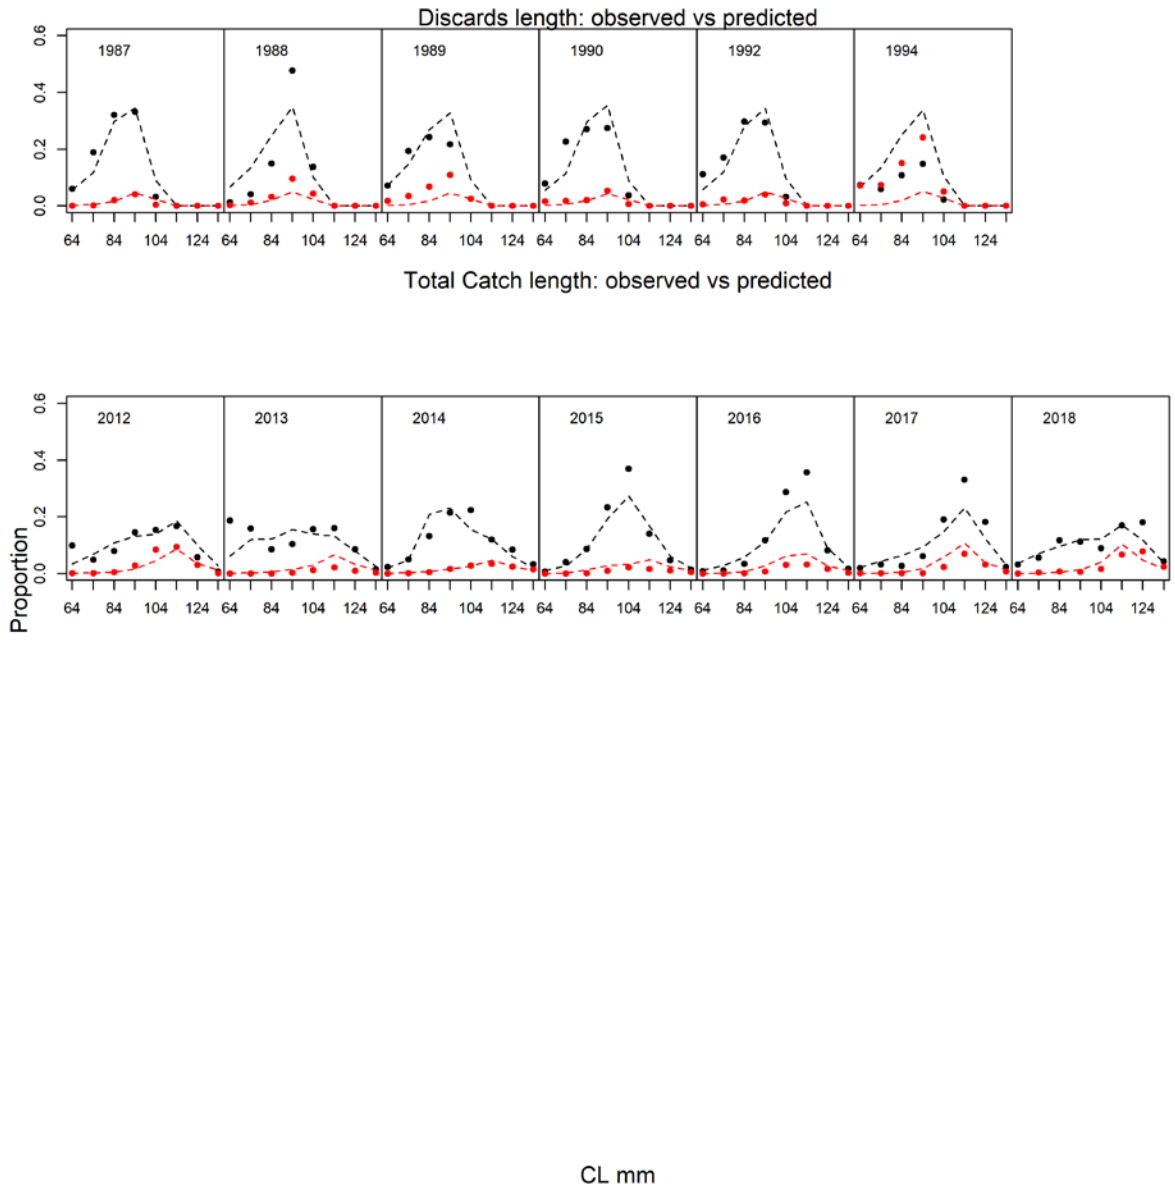 Discards length: observed vs predicted
0.6
1987 1988 1989 1990 1992 1994
0.4
0.2
0.0
64 84 104 124 64 84 104 124 64 84 104 124 64 84 104 124 64 84 104 124 64 84 104 124
Total Catch length: observed vs predicted
0.6
2012 2013 2014 2015 2016 2017 2018
0.4
0.2
0.0
64 84 104 124 64 84 104 124 64 84 104 124 64 84 104 124 64 84 104 124 64 84 104 124 64 84 104 124
Proportion
CL mm